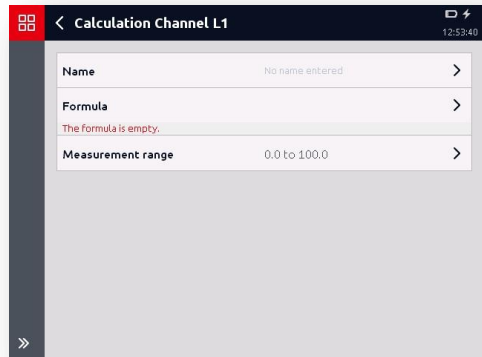 Calculation Channel L1
12:53:40
Name No name entered
Formula
The formula is empty.
Measurement range 0.0 to 100.0